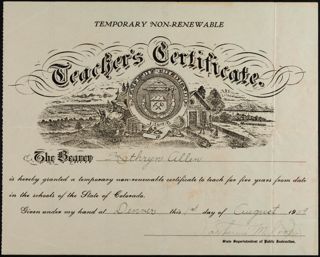 TEMPORARY NON-RENEWABLE
Teacher's Certificate.
The Bearer Kathryn Allen
is hereby granted a temporary non-renewable certificate to teach for five years from date
in the schools of the State of Colorado.
Given under my hand at Denver this 1st day of August
State Superintendent of Public Instruction.